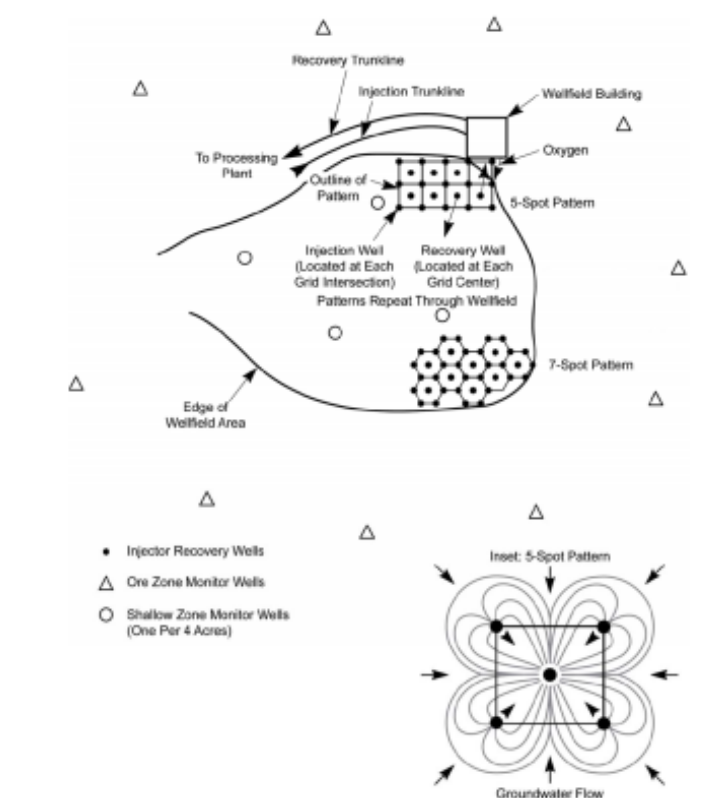 Recovery Trunkline
Injection Trunkline
Wellfield Building
To Processing
Plant
Oxygen
Outline of
Pattern
5-Spot Pattern
Injection Well
(Located at Each
Grid Intersection)
Recovery Well
(Located at Each
Grid Center)
Patterns Repeat Through Wellfield
7-Spot Pattern
Edge of
Wellfield Area
Injector Recovery Wells
Ore Zone Monitor Wells
Shallow Zone Monitor Wells
(One Per 4 Acres)
Inset: 5-Spot Pattern
Groundwater Flow